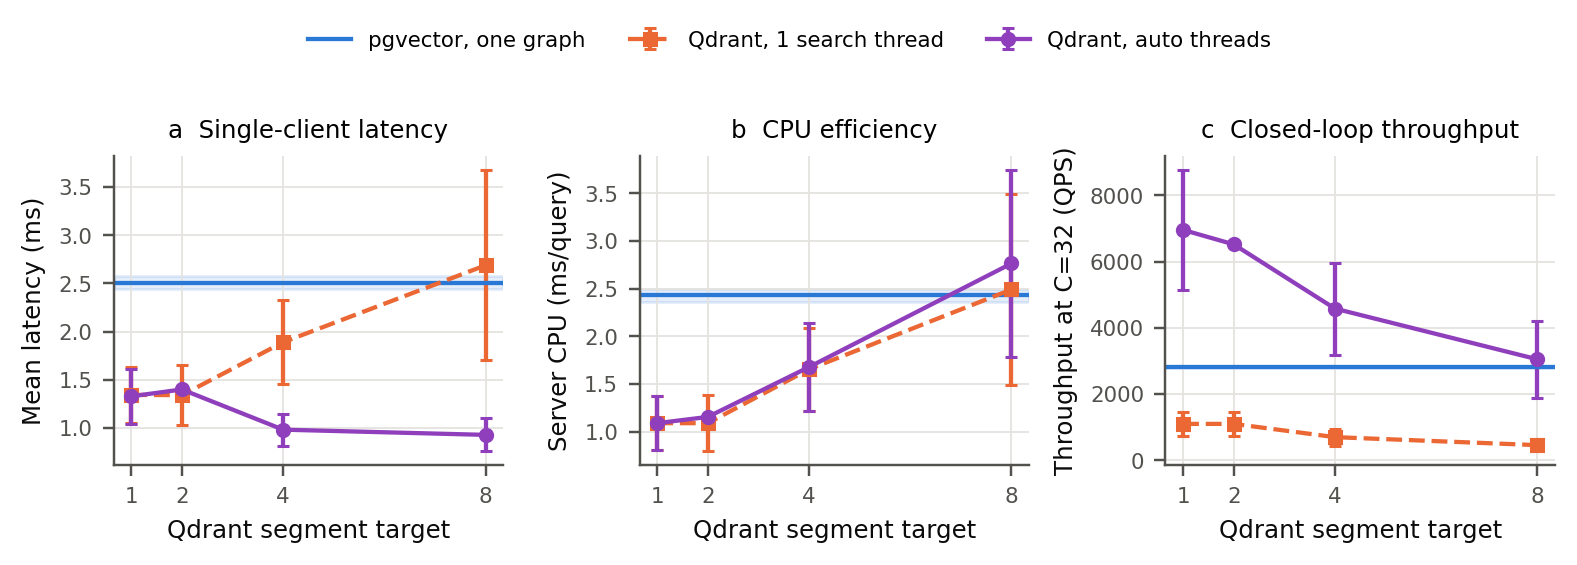 pgvector, one graph
Qdrant, 1 search thread
Qdrant, auto threads
a  Single-client latency
Mean latency (ms)
3.5
3.0
2.5
2.0
1.5
1.0
1
2
4
8
Qdrant segment target
b  CPU efficiency
Server CPU (ms/query)
3.5
3.0
2.5
2.0
1.5
1.0
1
2
4
8
Qdrant segment target
c  Closed-loop throughput
Throughput at C=32 (QPS)
8000
6000
4000
2000
0
1
2
4
8
Qdrant segment target